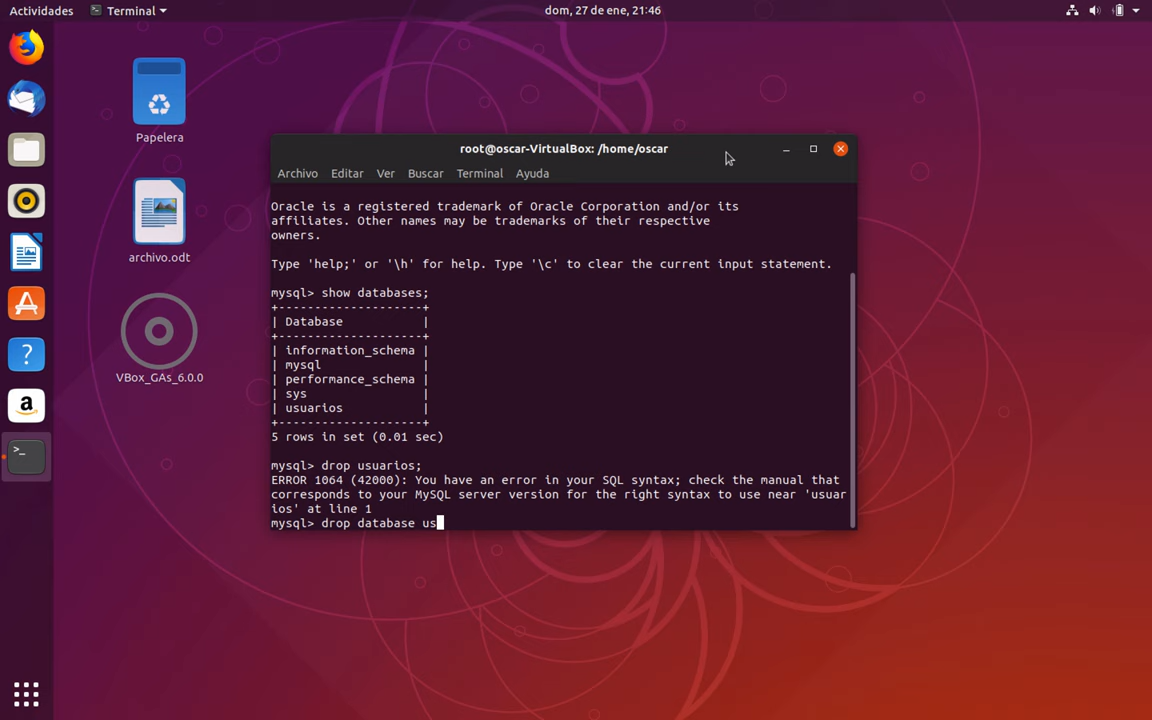 Actividades Terminal dom, 27 de ene, 21:46
Papelera
archivo.odt
VBox_GAs_6.0.0
root@oscar-VirtualBox: /home/oscar
Archivo Editar Ver Buscar Terminal Ayuda
Oracle is a registered trademark of Oracle Corporation and/or its
affiliates. Other names may be trademarks of their respective
owners.
Type 'help;' or '\h' for help. Type '\c' to clear the current input statement.
mysql> show databases;
+--------------------+
| Database           |
+--------------------+
| information_schema |
| mysql              |
| performance_schema |
| sys                |
| usuarios           |
+--------------------+
5 rows in set (0.01 sec)
mysql> drop usuarios;
ERROR 1064 (42000): You have an error in your SQL syntax; check the manual that
corresponds to your MySQL server version for the right syntax to use near 'usuar
ios' at line 1
mysql> drop database us